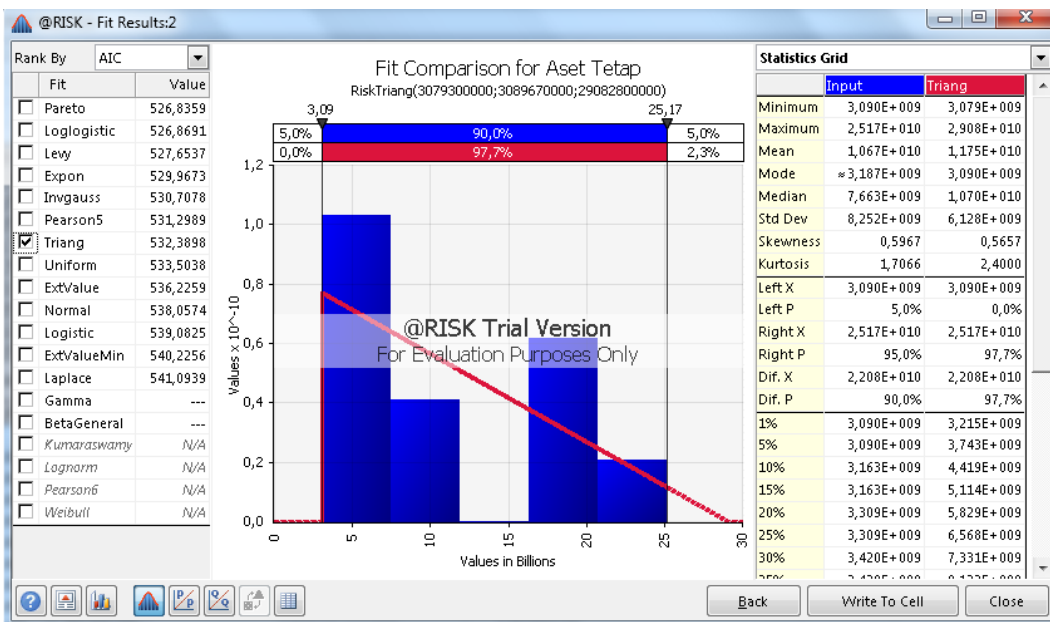 @RISK - Fit Results:2
Rank By AIC
Fit Value
Pareto 526,8359
Loglogistic 526,8691
Levy 527,6537
Expon 529,9673
Invgauss 530,7078
Pearson5 531,2989
Triang 532,3898
Uniform 533,5038
ExtValue 536,2259
Normal 538,0574
Logistic 539,0825
ExtValueMin 540,2256
Laplace 541,0939
Gamma ---
BetaGeneral ---
Kumaraswamy N/A
Lognorm N/A
Pearson6 N/A
Weibull N/A
Fit Comparison for Aset Tetap
RiskTriang(3079300000;3089670000;29082800000)
3,09 25,17
5,0% 90,0% 5,0%
0,0% 97,7% 2,3%
1,2
1,0
0,8
0,6
0,4
0,2
0,0
Values x 10^-10
@RISK Trial Version
For Evaluation Purposes Only
0 5 10 15 20 25 30
Values in Billions
Statistics Grid
Input Triang
Minimum 3,090E+009 3,079E+009
Maximum 2,517E+010 2,908E+010
Mean 1,067E+010 1,175E+010
Mode ≈3,187E+009 3,090E+009
Median 7,663E+009 1,070E+010
Std Dev 8,252E+009 6,128E+009
Skewness 0,5967 0,5657
Kurtosis 1,7066 2,4000
Left X 3,090E+009 3,090E+009
Left P 5,0% 0,0%
Right X 2,517E+010 2,517E+010
Right P 95,0% 97,7%
Dif. X 2,208E+010 2,208E+010
Dif. P 90,0% 97,7%
1% 3,090E+009 3,215E+009
5% 3,090E+009 3,743E+009
10% 3,163E+009 4,419E+009
15% 3,163E+009 5,114E+009
20% 3,309E+009 5,829E+009
25% 3,309E+009 6,568E+009
30% 3,420E+009 7,331E+009
Back Write To Cell Close